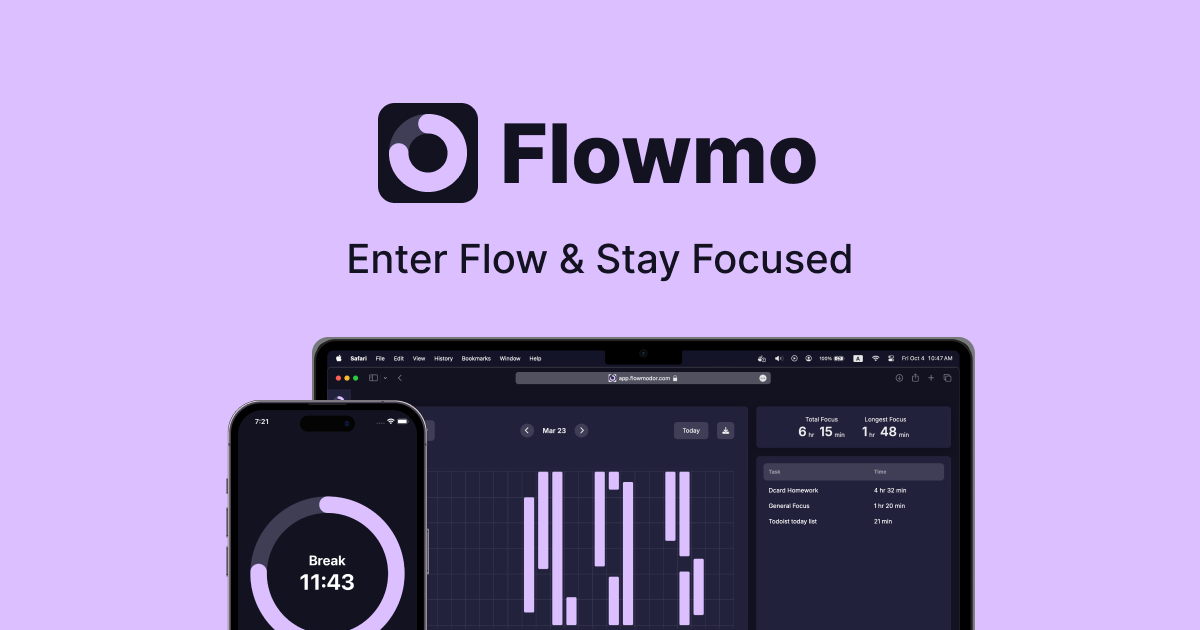 Flowmo
Enter Flow & Stay Focused
Safari File Edit View History Bookmarks Window Help
100%
A
Fri Oct 4 10:47 AM
app.flowmodor.com
7:21
Break
11:43
Mar 23
Today
Total Focus
6 hr 15 min
Longest Focus
1 hr 48 min
Task Time
Dcard Homework 4 hr 32 min
General Focus 1 hr 20 min
Todoist today list 21 min